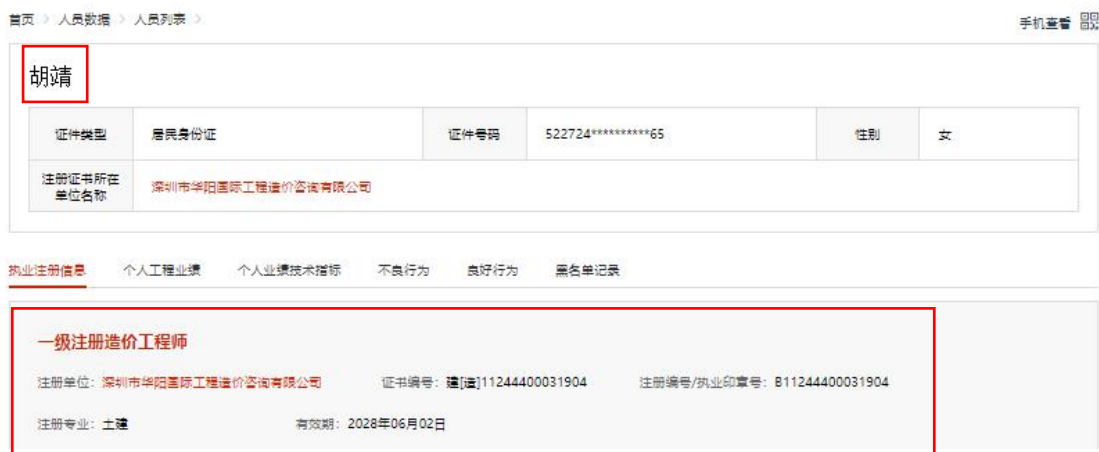 首页 > 人员数据 > 人员列表 >
手机查看
胡靖
证件类型 居民身份证 证件号码 522724**********65 性别 女
注册证书所在
单位名称
深圳市华阳国际工程造价咨询有限公司
执业注册信息 个人工程业绩 个人业绩技术指标 不良行为 良好行为 黑名单记录
一级注册造价工程师
注册单位：深圳市华阳国际工程造价咨询有限公司 证书编号：建[造]11244400031904 注册编号/执业印章号：B11244400031904
注册专业：土建 有效期：2028年06月02日